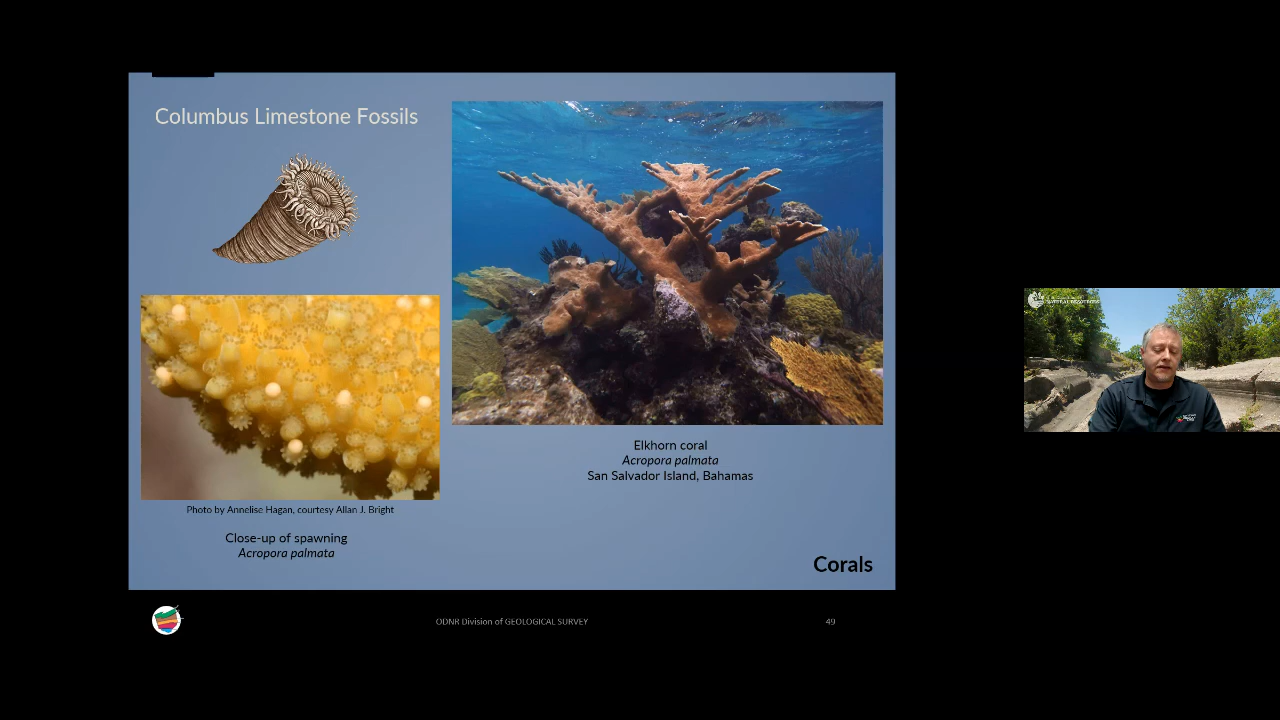 Columbus Limestone Fossils
Photo by Annelise Hagan, courtesy Allan J. Bright
Close-up of spawning
Acropora palmata
Elkhorn coral
Acropora palmata
San Salvador Island, Bahamas
Corals
ODNR Division of GEOLOGICAL SURVEY
49